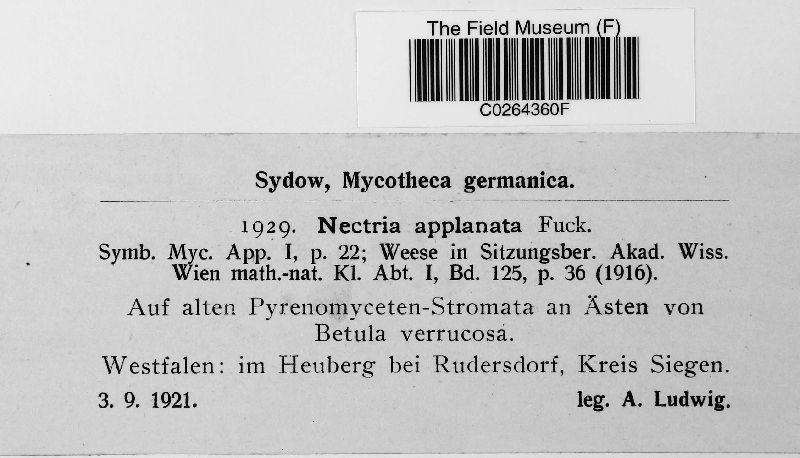 The Field Museum (F)
C0264360F
Sydow, Mycotheca germanica.
1929. Nectria applanata Fuck.
Symb. Myc. App. I, p. 22; Weese in Sitzungsber. Akad. Wiss.
Wien math.-nat. Kl. Abt. I, Bd. 125, p. 36 (1916).
Auf alten Pyrenomyceten-Stromata an Ästen von
Betula verrucosa.
Westfalen: im Heuberg bei Rudersdorf, Kreis Siegen.
3. 9. 1921. leg. A. Ludwig.